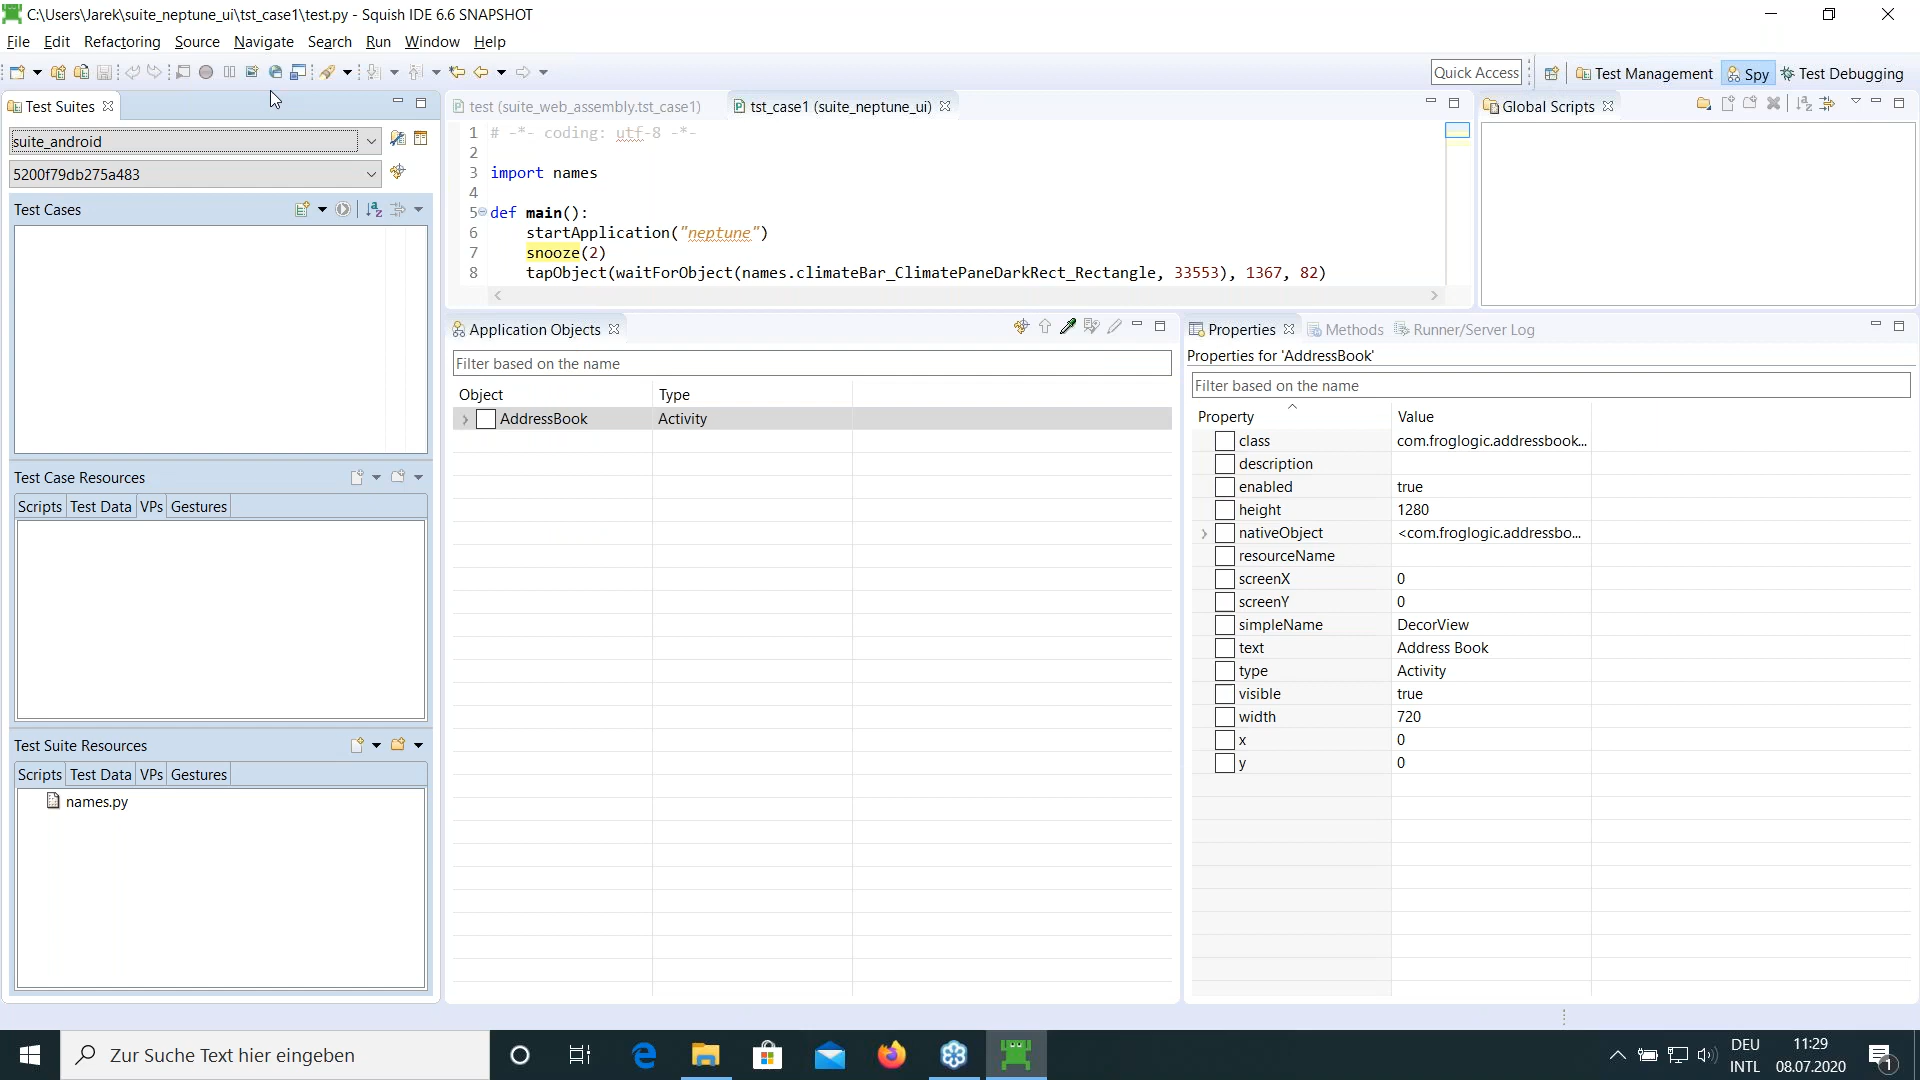 C:\Users\Jarek\suite_neptune_ui\tst_case1\test.py - Squish IDE 6.6 SNAPSHOT
File Edit Refactoring Source Navigate Search Run Window Help
Quick Access Test Management Spy Test Debugging
Test Suites
suite_android
5200f79db275a483
Test Cases
Test Case Resources
Scripts Test Data VPs Gestures
Test Suite Resources
Scripts Test Data VPs Gestures
names.py
test (suite_web_assembly.tst_case1) tst_case1 (suite_neptune_ui)
1 # -*- coding: utf-8 -*-
2
3 import names
4
5 def main():
6 startApplication("neptune")
7 snooze(2)
8 tapObject(waitForObject(names.climateBar_ClimatePaneDarkRect_Rectangle, 33553), 1367, 82)
Global Scripts
Application Objects
Filter based on the name
Object Type
AddressBook Activity
Properties Methods Runner/Server Log
Properties for 'AddressBook'
Filter based on the name
Property Value
class com.froglogic.addressbook...
description
enabled true
height 1280
nativeObject <com.froglogic.addressbo...
resourceName
screenX 0
screenY 0
simpleName DecorView
text Address Book
type Activity
visible true
width 720
x 0
y 0
Zur Suche Text hier eingeben
DEU
INTL
11:29
08.07.2020
1